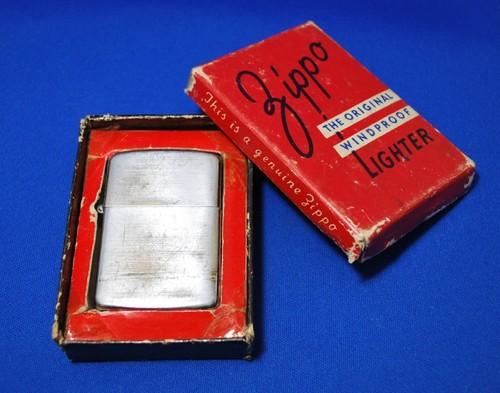 Zippo
THE ORIGINAL
WINDPROOF
LIGHTER
This is a genuine Zippo